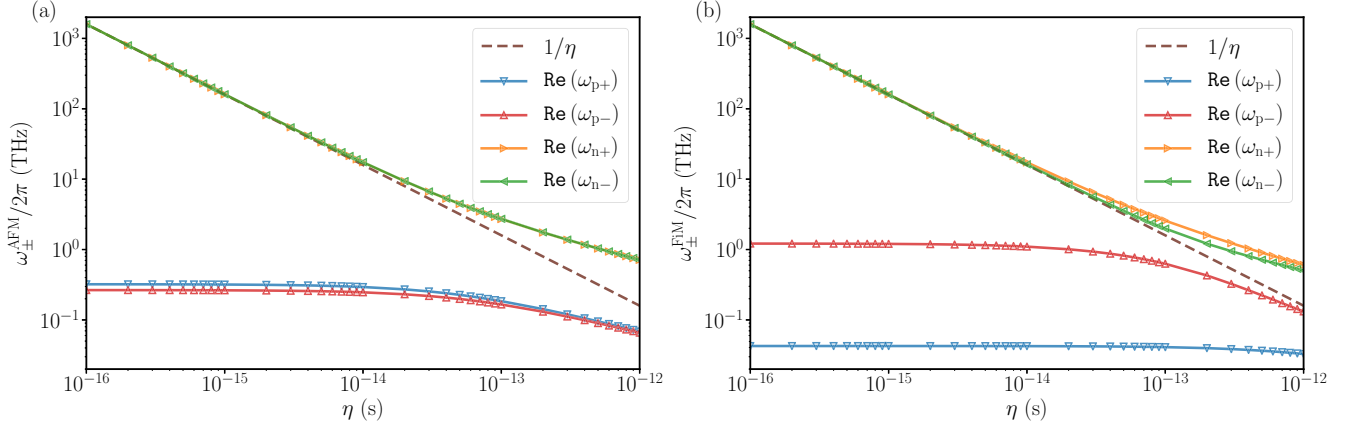 (a)
ω±^AFM/2π (THz)
10³
10²
10¹
10⁰
10⁻¹
10⁻¹⁶
10⁻¹⁵
10⁻¹⁴
10⁻¹³
10⁻¹²
η (s)
1/η
Re (ωp+)
Re (ωp−)
Re (ωn+)
Re (ωn−)
(b)
ω±^FiM/2π (THz)
10³
10²
10¹
10⁰
10⁻¹
10⁻¹⁶
10⁻¹⁵
10⁻¹⁴
10⁻¹³
10⁻¹²
η (s)
1/η
Re (ωp+)
Re (ωp−)
Re (ωn+)
Re (ωn−)